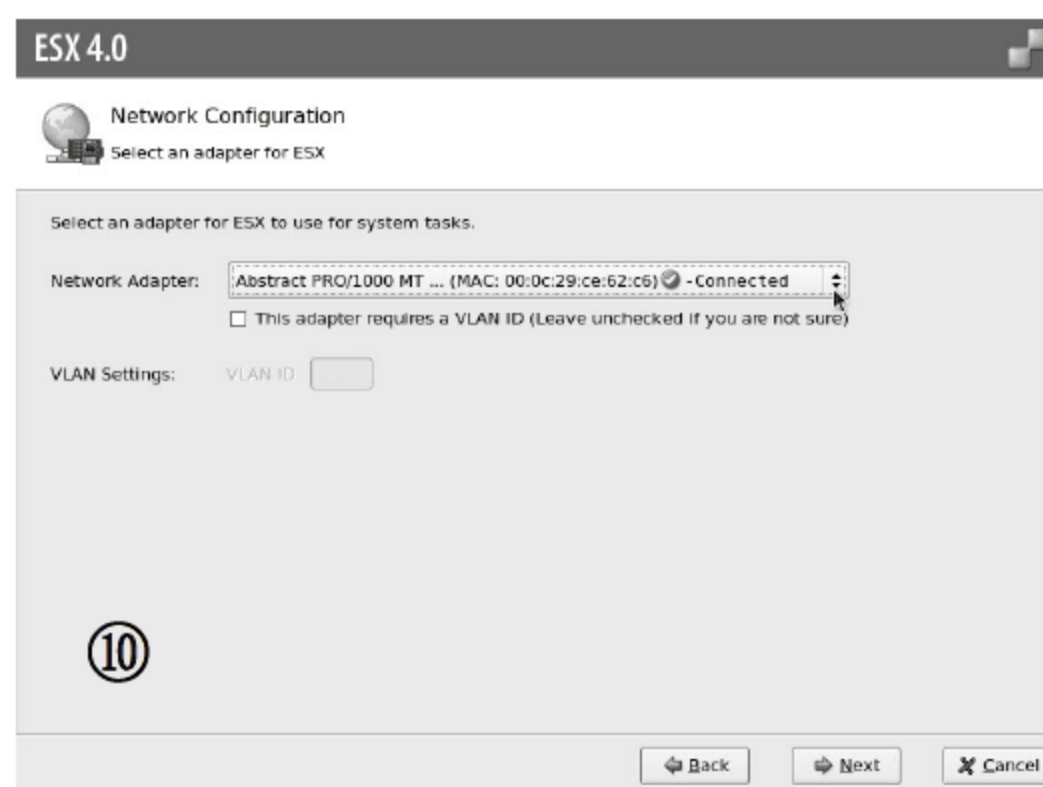 ESX 4.0
Network Configuration
Select an adapter for ESX
Select an adapter for ESX to use for system tasks.
Network Adapter: Abstract PRO/1000 MT ... (MAC: 00:0c:29:ce:62:c6) - Connected
This adapter requires a VLAN ID (Leave unchecked if you are not sure)
VLAN Settings: VLAN ID
⑩
Back Next Cancel